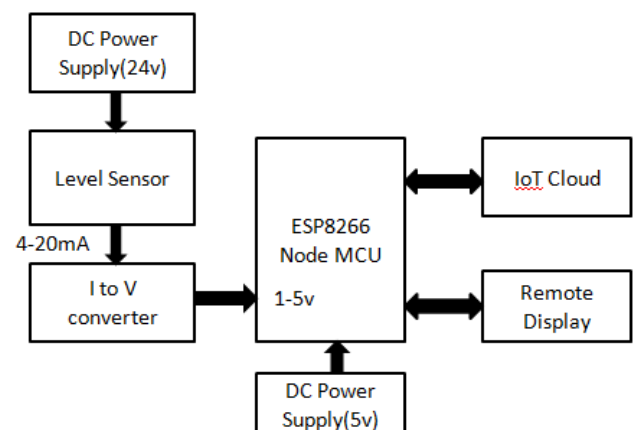 DC Power
Supply(24v)
Level Sensor
4-20mA
I to V
converter
ESP8266
Node MCU
1-5v
IoT Cloud
Remote
Display
DC Power
Supply(5v)